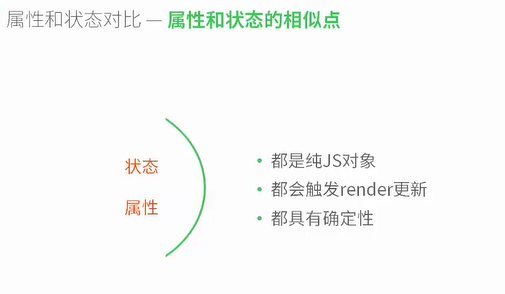 属性和状态对比 — 属性和状态的相似点
状态
属性
• 都是纯JS对象
• 都会触发render更新
• 都具有确定性